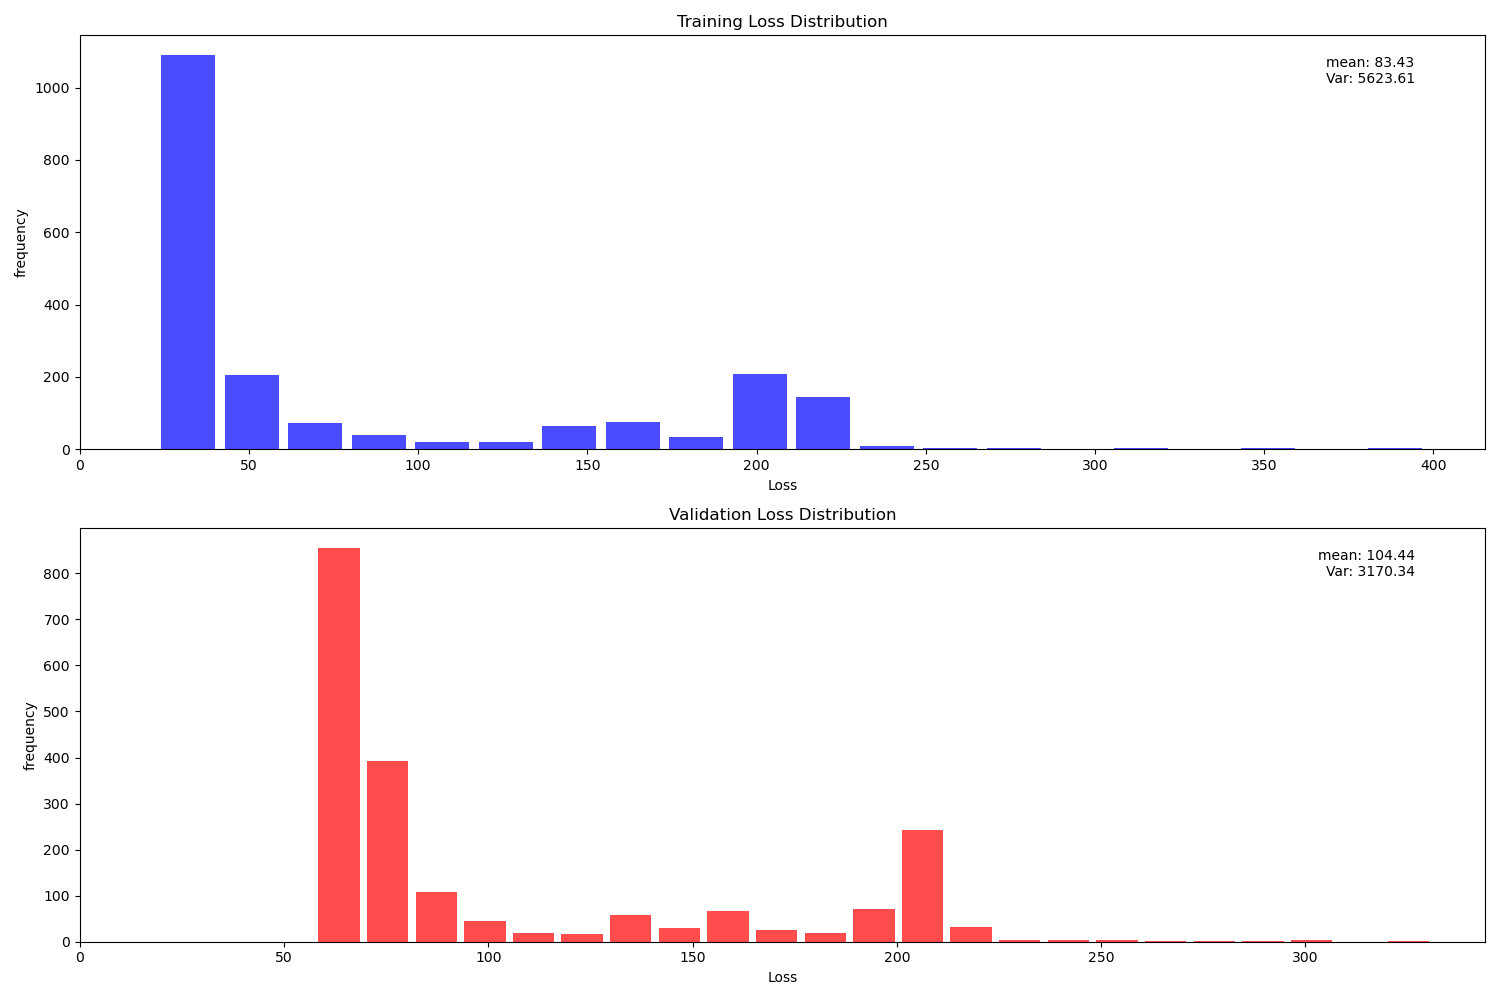 Training Loss Distribution
mean: 83.43
Var: 5623.61
frequency
1000
800
600
400
200
0
0 50 100 150 200 250 300 350 400
Loss
Validation Loss Distribution
mean: 104.44
Var: 3170.34
frequency
800
700
600
500
400
300
200
100
0
0 50 100 150 200 250 300
Loss